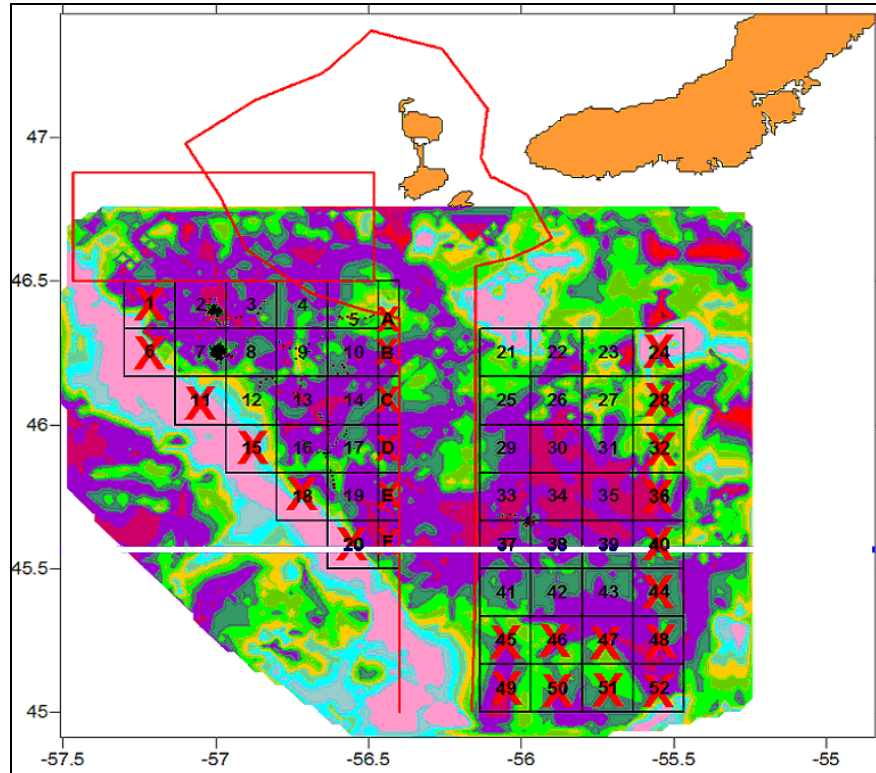 47
46.5
1 2 3 4 5 A
6 7 8 9 10 B 21 22 23 24
46
11 12 13 14 C 25 26 27 28
15 16 17 D 29 30 31 32
18 19 E 33 34 35 36
45.5
20 F 37 38 39 40
41 42 43 44
45 46 47 48
45
49 50 51 52
-57.5 -57 -56.5 -56 -55.5 -55